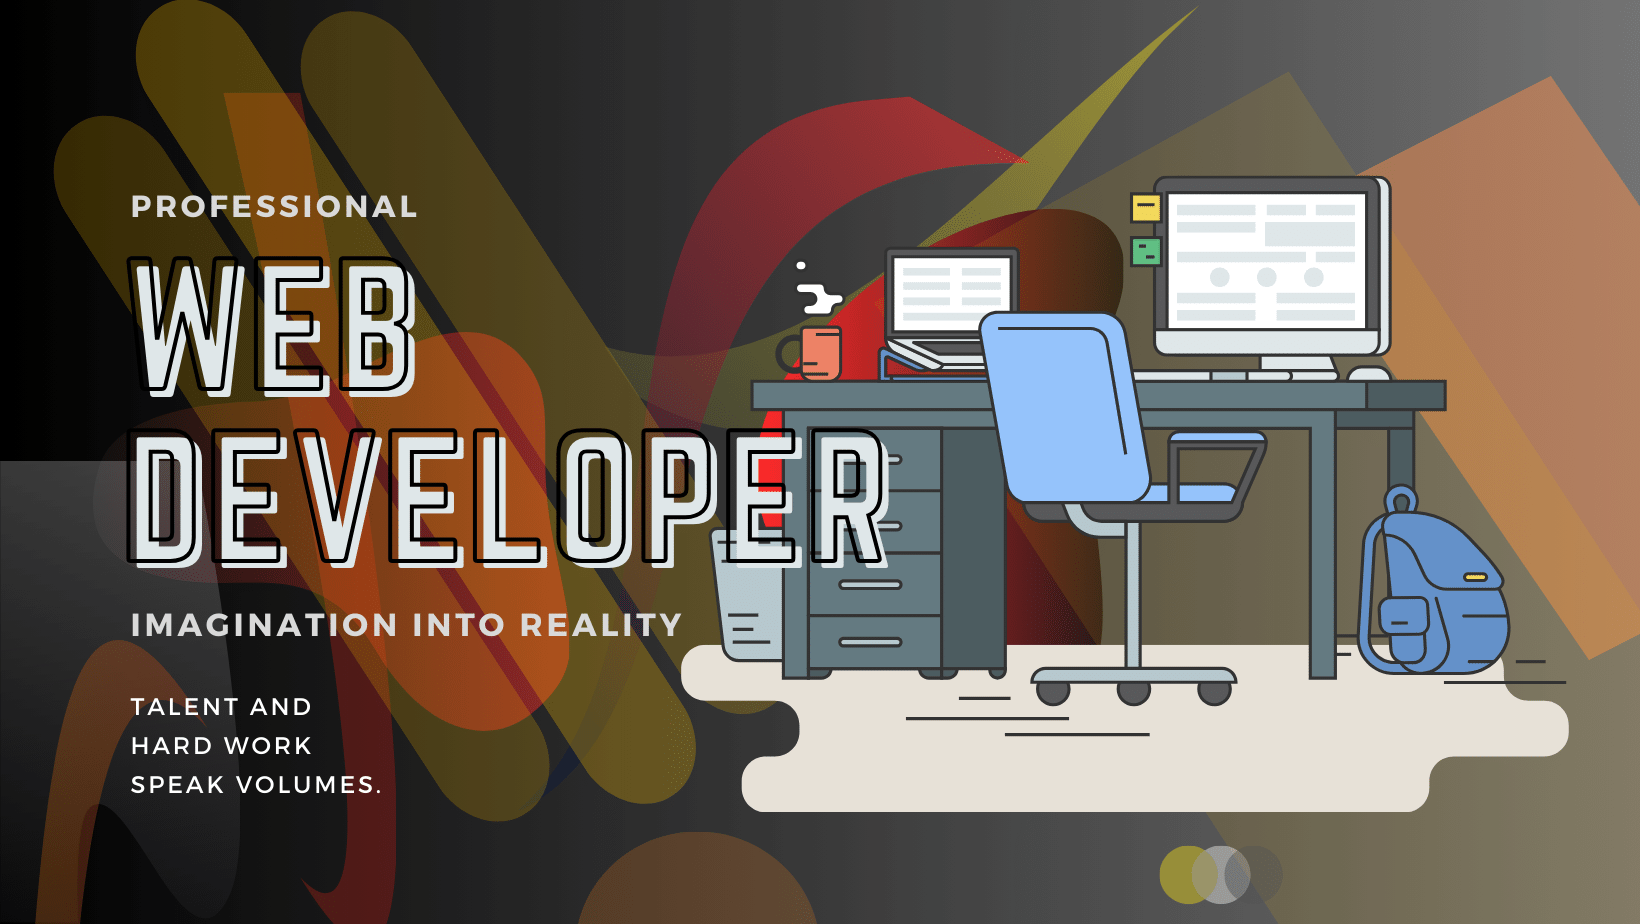 PROFESSIONAL
WEB
DEVELOPER
IMAGINATION INTO REALITY
TALENT AND
HARD WORK
SPEAK VOLUMES.